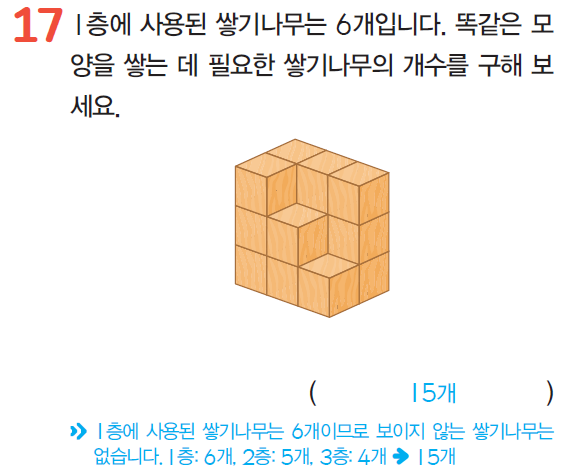 17 1층에 사용된 쌓기나무는 6개입니다. 똑같은 모
양을 쌓는 데 필요한 쌓기나무의 개수를 구해 보
세요.
( 15개 )
» 1층에 사용된 쌓기나무는 6개이므로 보이지 않는 쌓기나무는
없습니다. 1층: 6개, 2층: 5개, 3층: 4개 ➔ 15개